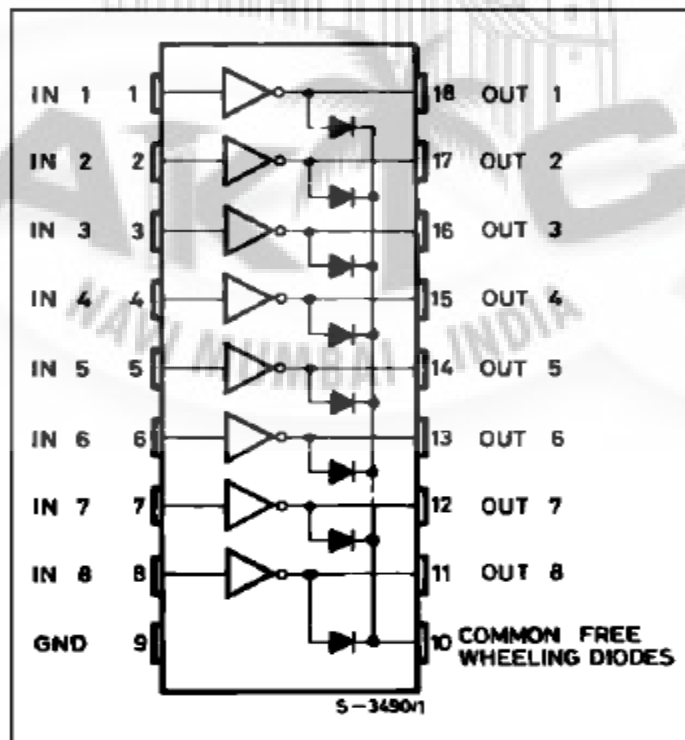 IN 1 1 18 OUT 1
IN 2 2 17 OUT 2
IN 3 3 16 OUT 3
IN 4 4 15 OUT 4
IN 5 5 14 OUT 5
IN 6 6 13 OUT 6
IN 7 7 12 OUT 7
IN 8 8 11 OUT 8
GND 9 10 COMMON FREE
WHEELING DIODES
S-3490/1
NAVI MUMBAI INDIA